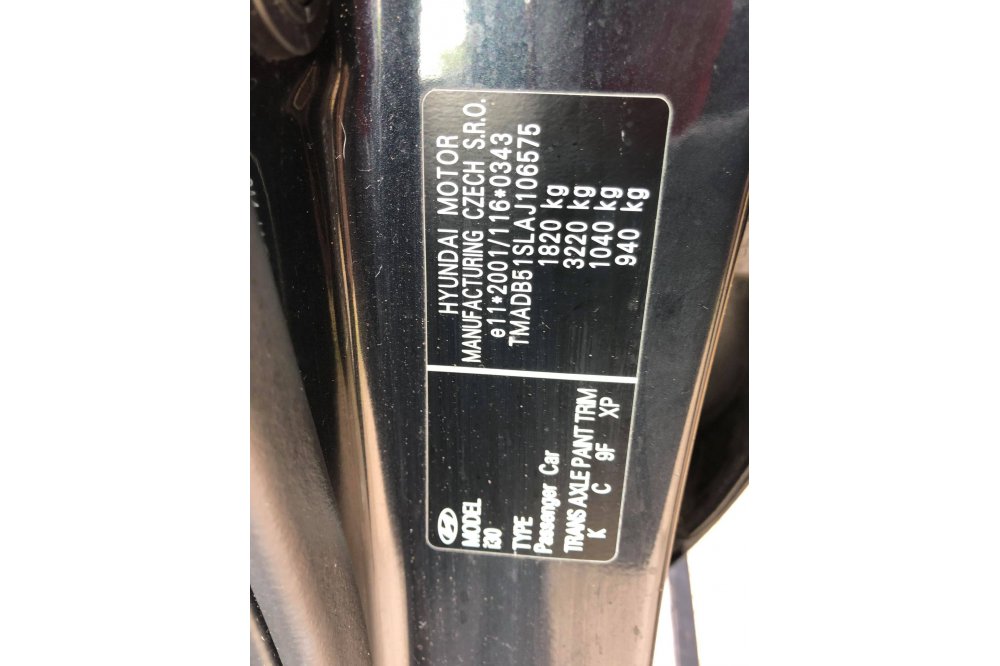 HYUNDAI MOTOR
MANUFACTURING CZECH S.R.O.
e11*2001/116*0343
TMADB51SLAJ106575
1820 kg
3220 kg
1040 kg
940 kg
MODEL
i30
TYPE
Passenger Car
TRANS AXLE PAINT TRIM
K C 9F XP